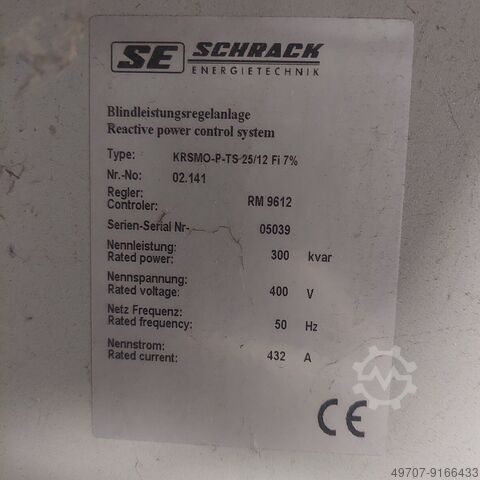 SE SCHRACK
ENERGIETECHNIK
Blindleistungsregelanlage
Reactive power control system
Type: KRSMO-P-TS 25/12 Fi 7%
Nr.-No: 02.141
Regler:
Controler: RM 9612
Serien-Serial Nr- 05039
Nennleistung:
Rated power: 300 kvar
Nennspannung:
Rated voltage: 400 V
Netz Frequenz:
Rated frequency: 50 Hz
Nennstrom:
Rated current: 432 A
CE
49707-9166433